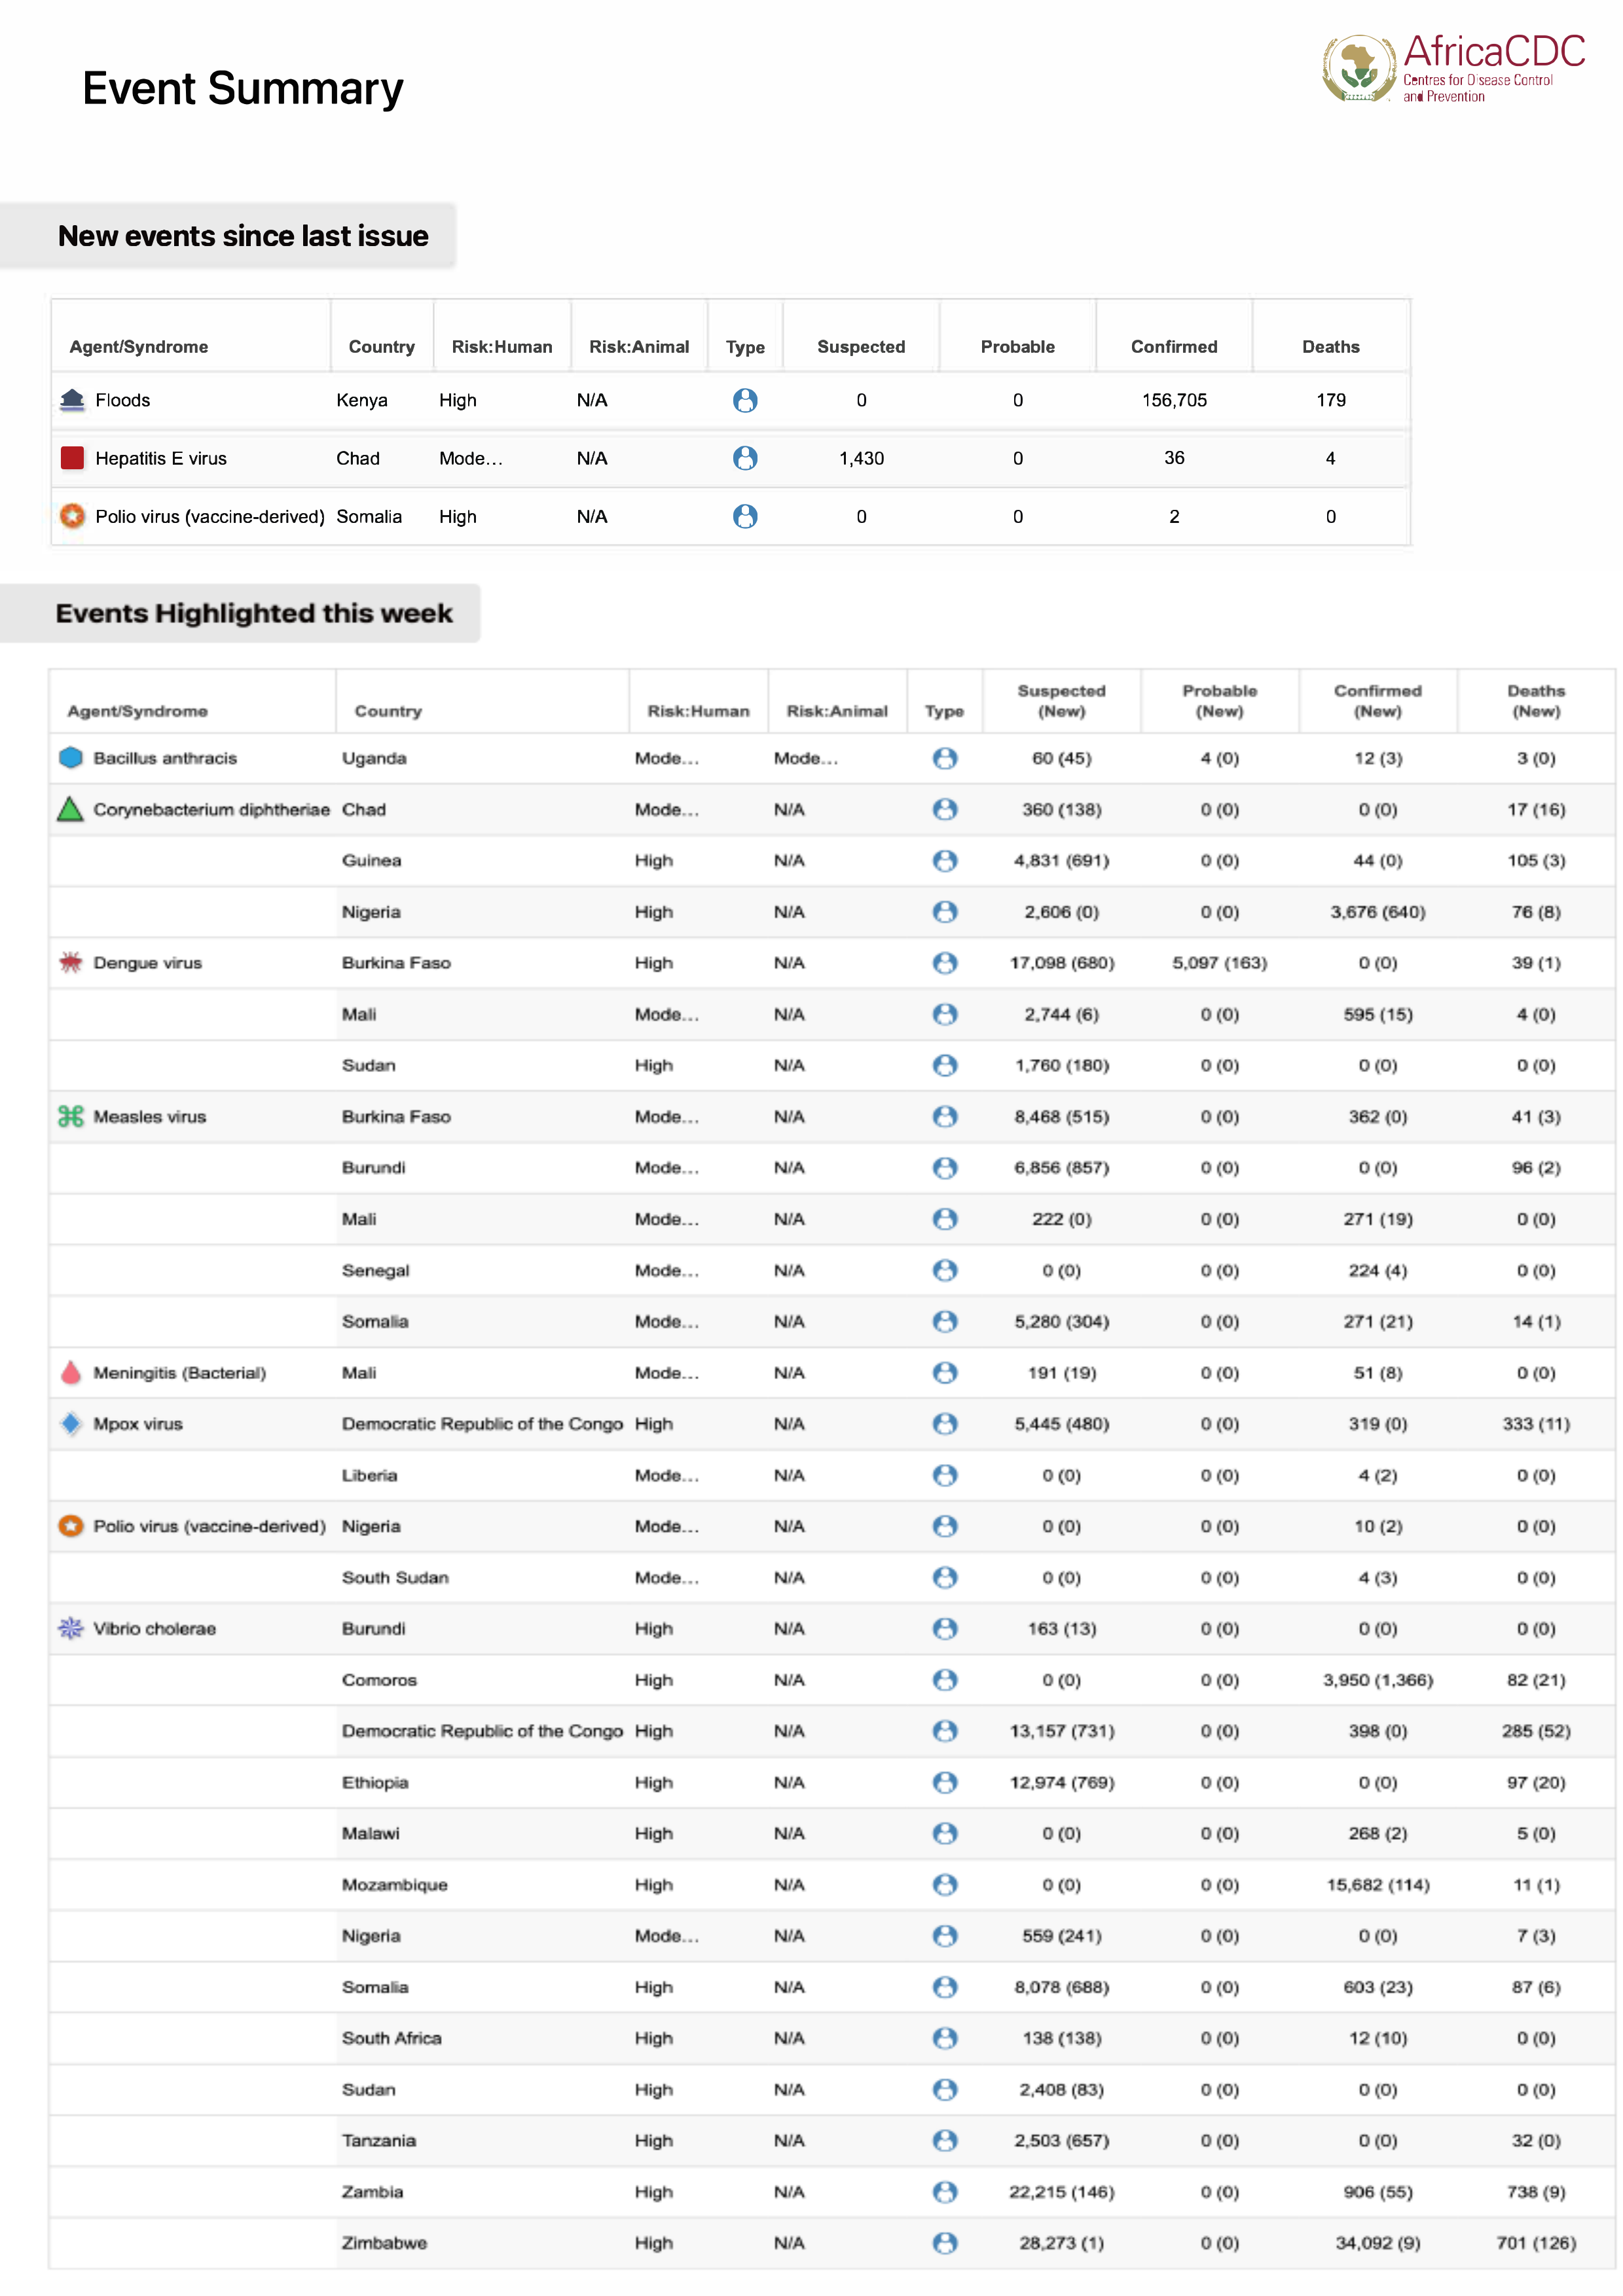 Event Summary
AfricaCDC
Centres for Disease Control
and Prevention
New events since last issue
Agent/Syndrome Country Risk:Human Risk:Animal Type Suspected Probable Confirmed Deaths
Floods Kenya High N/A 0 0 156,705 179
Hepatitis E virus Chad Mode... N/A 1,430 0 36 4
Polio virus (vaccine-derived) Somalia High N/A 0 0 2 0
Events Highlighted this week
Agent/Syndrome Country Risk:Human Risk:Animal Type Suspected (New) Probable (New) Confirmed (New) Deaths (New)
Bacillus anthracis Uganda Mode... Mode... 60 (45) 4 (0) 12 (3) 3 (0)
Corynebacterium diphtheriae Chad Mode... N/A 360 (138) 0 (0) 0 (0) 17 (16)
Guinea High N/A 4,831 (691) 0 (0) 44 (0) 105 (3)
Nigeria High N/A 2,606 (0) 0 (0) 3,676 (640) 76 (8)
Dengue virus Burkina Faso High N/A 17,098 (680) 5,097 (163) 0 (0) 39 (1)
Mali Mode... N/A 2,744 (6) 0 (0) 595 (15) 4 (0)
Sudan High N/A 1,760 (180) 0 (0) 0 (0) 0 (0)
Measles virus Burkina Faso Mode... N/A 8,468 (515) 0 (0) 362 (0) 41 (3)
Burundi Mode... N/A 6,856 (857) 0 (0) 0 (0) 96 (2)
Mali Mode... N/A 222 (0) 0 (0) 271 (19) 0 (0)
Senegal Mode... N/A 0 (0) 0 (0) 224 (4) 0 (0)
Somalia Mode... N/A 5,280 (304) 0 (0) 271 (21) 14 (1)
Meningitis (Bacterial) Mali Mode... N/A 191 (19) 0 (0) 51 (8) 0 (0)
Mpox virus Democratic Republic of the Congo High N/A 5,445 (480) 0 (0) 319 (0) 333 (11)
Liberia Mode... N/A 0 (0) 0 (0) 4 (2) 0 (0)
Polio virus (vaccine-derived) Nigeria Mode... N/A 0 (0) 0 (0) 10 (2) 0 (0)
South Sudan Mode... N/A 0 (0) 0 (0) 4 (3) 0 (0)
Vibrio cholerae Burundi High N/A 163 (13) 0 (0) 0 (0) 0 (0)
Comoros High N/A 0 (0) 0 (0) 3,950 (1,366) 82 (21)
Democratic Republic of the Congo High N/A 13,157 (731) 0 (0) 398 (0) 285 (52)
Ethiopia High N/A 12,974 (769) 0 (0) 0 (0) 97 (20)
Malawi High N/A 0 (0) 0 (0) 268 (2) 5 (0)
Mozambique High N/A 0 (0) 0 (0) 15,682 (114) 11 (1)
Nigeria Mode... N/A 559 (241) 0 (0) 0 (0) 7 (3)
Somalia High N/A 8,078 (688) 0 (0) 603 (23) 87 (6)
South Africa High N/A 138 (138) 0 (0) 12 (10) 0 (0)
Sudan High N/A 2,408 (83) 0 (0) 0 (0) 0 (0)
Tanzania High N/A 2,503 (657) 0 (0) 0 (0) 32 (0)
Zambia High N/A 22,215 (146) 0 (0) 906 (55) 738 (9)
Zimbabwe High N/A 28,273 (1) 0 (0) 34,092 (9) 701 (126)